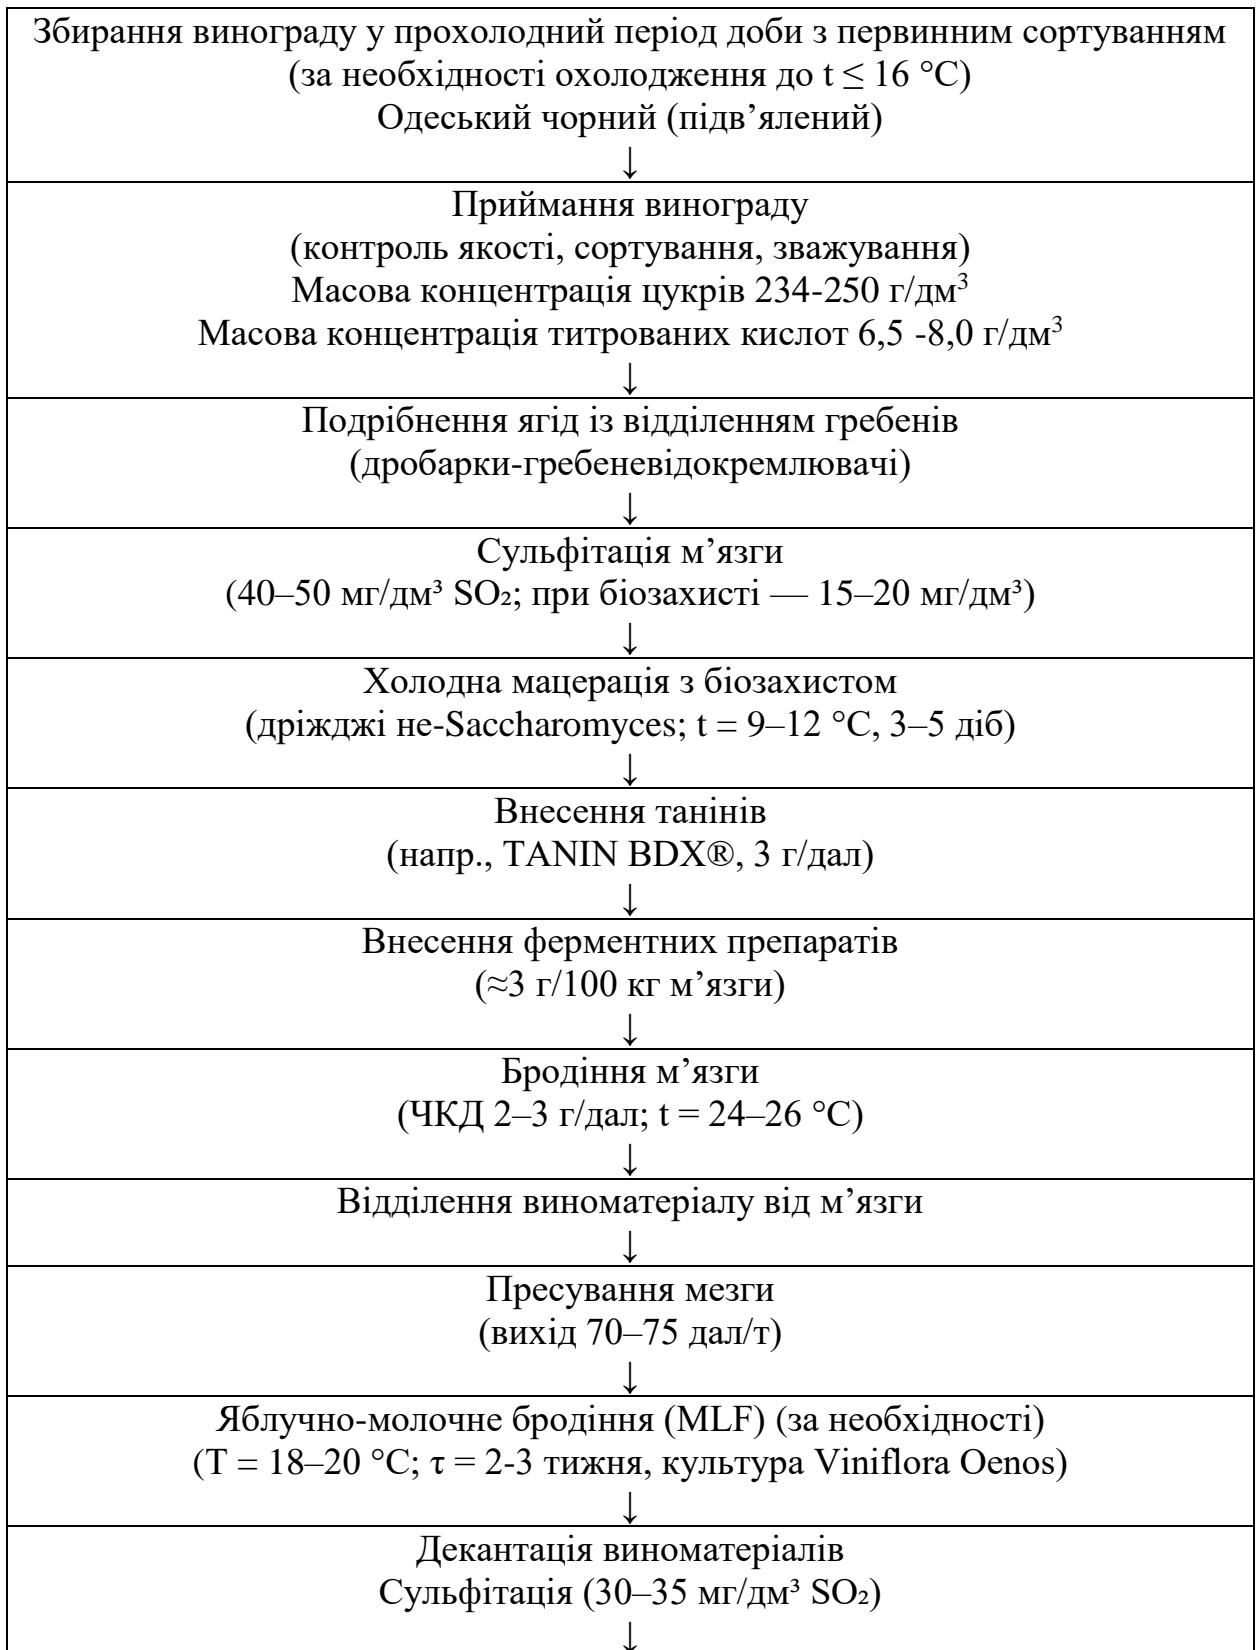 Збирання винограду у прохолодний період доби з первинним сортуванням
(за необхідності охолодження до t ≤ 16 °C)
Одеський чорний (підв’ялений)
↓
Приймання винограду
(контроль якості, сортування, зважування)
Масова концентрація цукрів 234-250 г/дм³
Масова концентрація титрованих кислот 6,5 -8,0 г/дм³
↓
Подрібнення ягід із відділенням гребенів
(дробарки-гребеневідокремлювачі)
↓
Сульфітація м’язги
(40–50 мг/дм³ SO₂; при біозахисті — 15–20 мг/дм³)
↓
Холодна мацерація з біозахистом
(дріжджі не-Saccharomyces; t = 9–12 °C, 3–5 діб)
↓
Внесення танінів
(напр., TANIN BDX®, 3 г/дал)
↓
Внесення ферментних препаратів
(≈3 г/100 кг м’язги)
↓
Бродіння м’язги
(ЧКД 2–3 г/дал; t = 24–26 °C)
↓
Відділення виноматеріалу від м’язги
↓
Пресування мезги
(вихід 70–75 дал/т)
↓
Яблучно-молочне бродіння (MLF) (за необхідності)
(T = 18–20 °C; τ = 2-3 тижня, культура Viniflora Oenos)
↓
Декантація виноматеріалів
Сульфітація (30–35 мг/дм³ SO₂)
↓